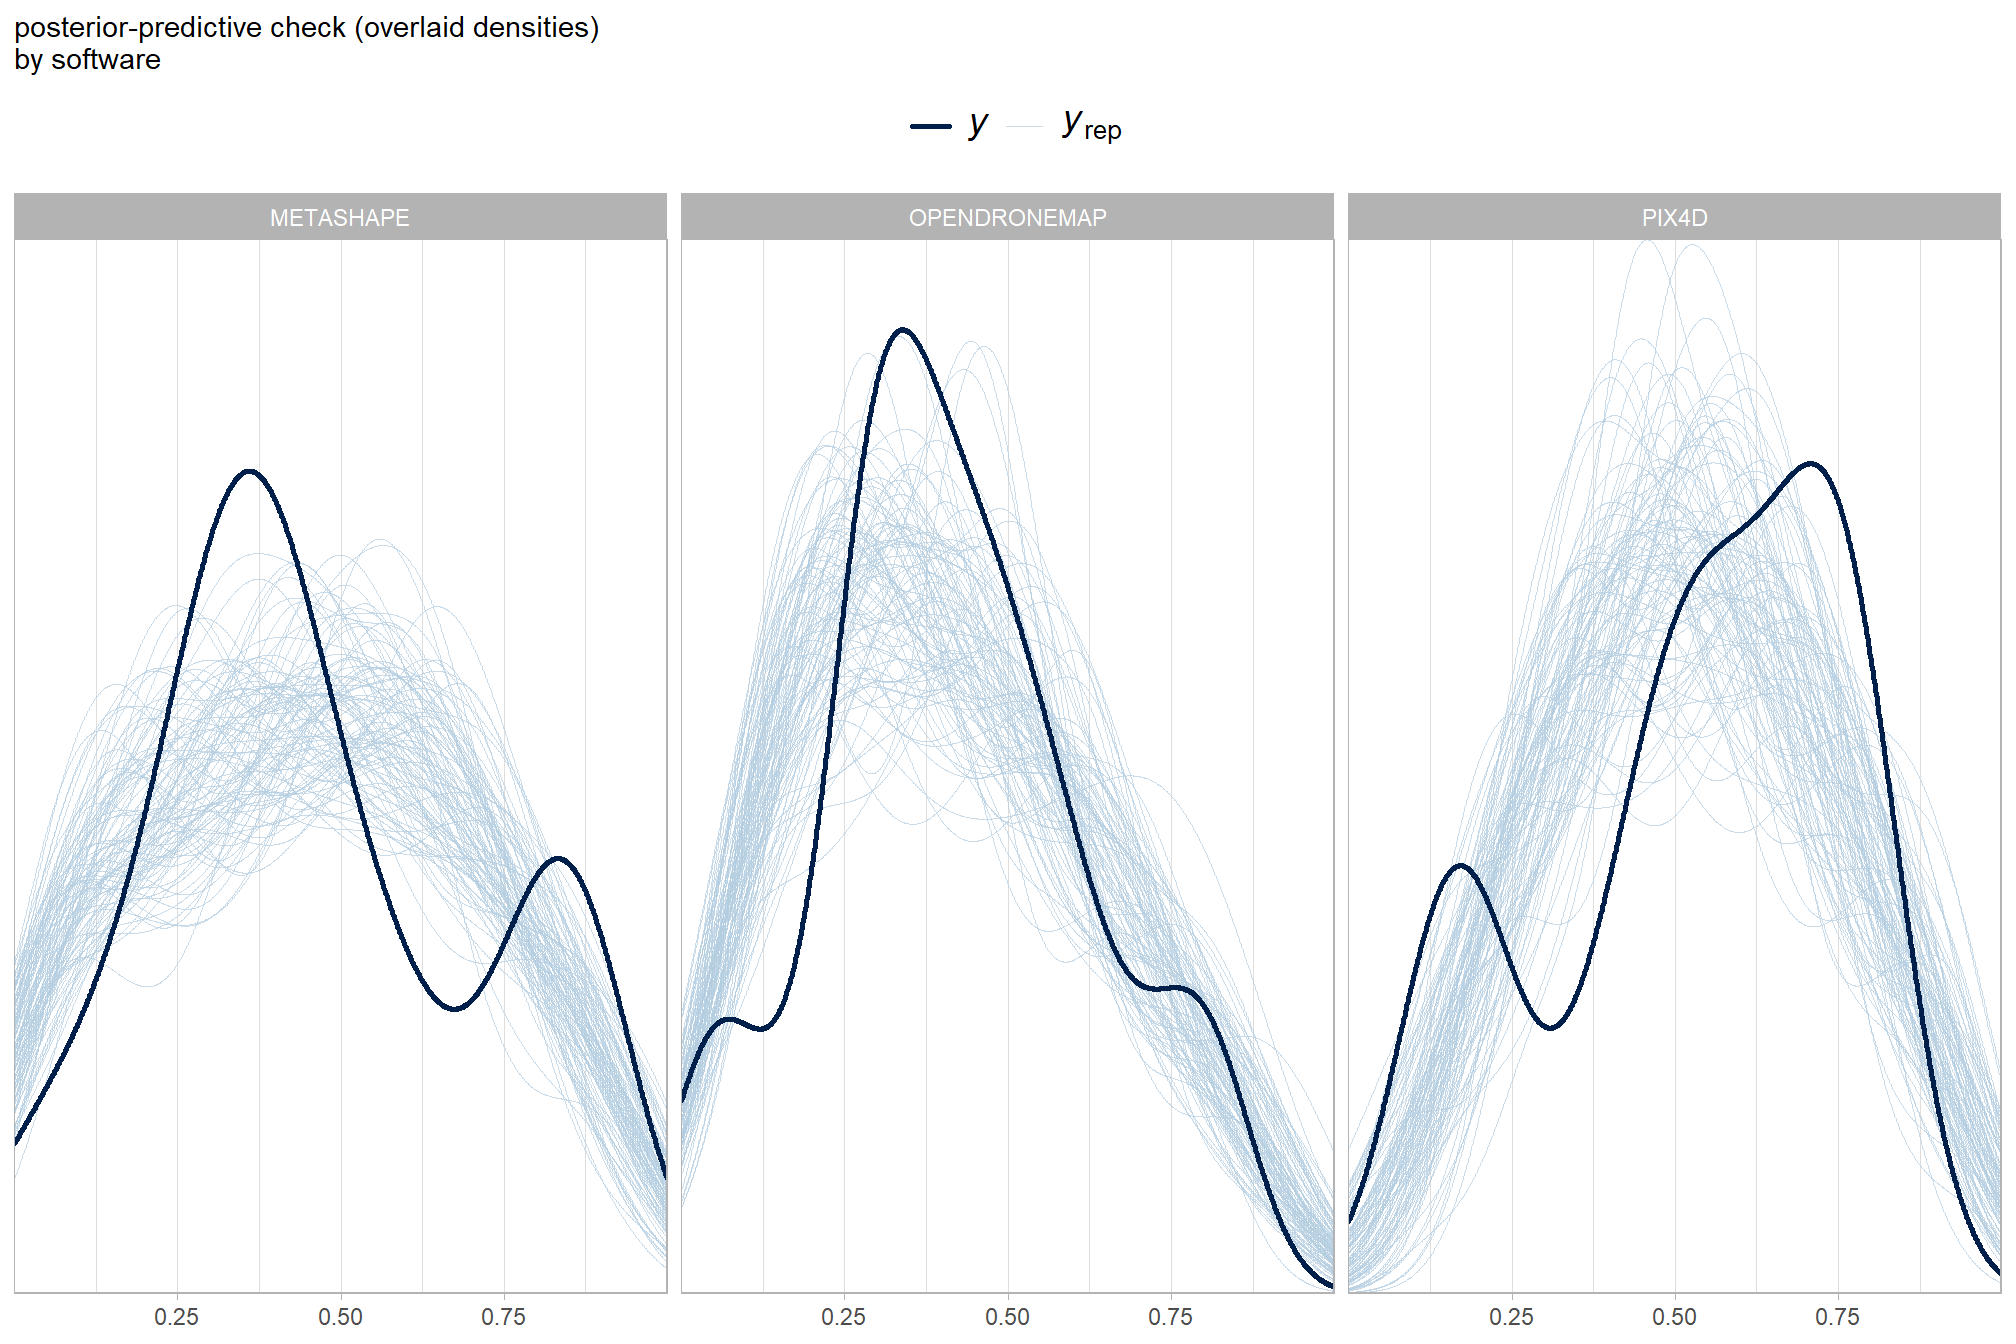 posterior-predictive check (overlaid densities)
by software
y y rep
METASHAPE OPENDRONEMAP PIX4D
0.25 0.50 0.75 0.25 0.50 0.75 0.25 0.50 0.75